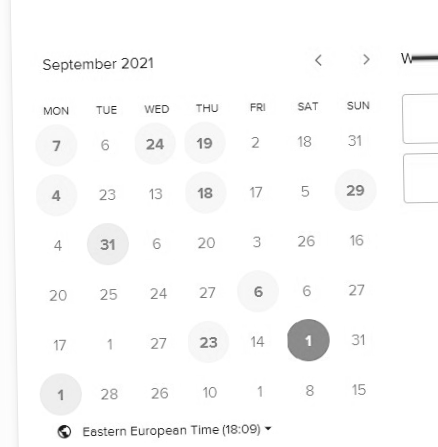 September 2021
MON TUE WED THU FRI SAT SUN
7 6 24 19 2 18 31
4 23 13 18 17 5 29
4 31 6 20 3 26 16
20 25 24 27 6 6 27
17 1 27 23 14 1 31
1 28 26 10 1 8 15
Eastern European Time (18:09)